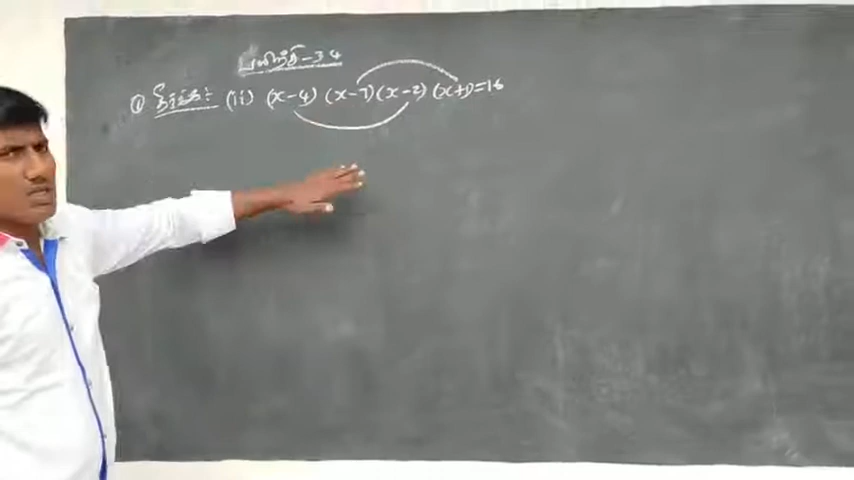 பயிற்சி-3.4
① தீர்க்க: (ii) (x-4) (x-7)(x-2) (x+1)=16